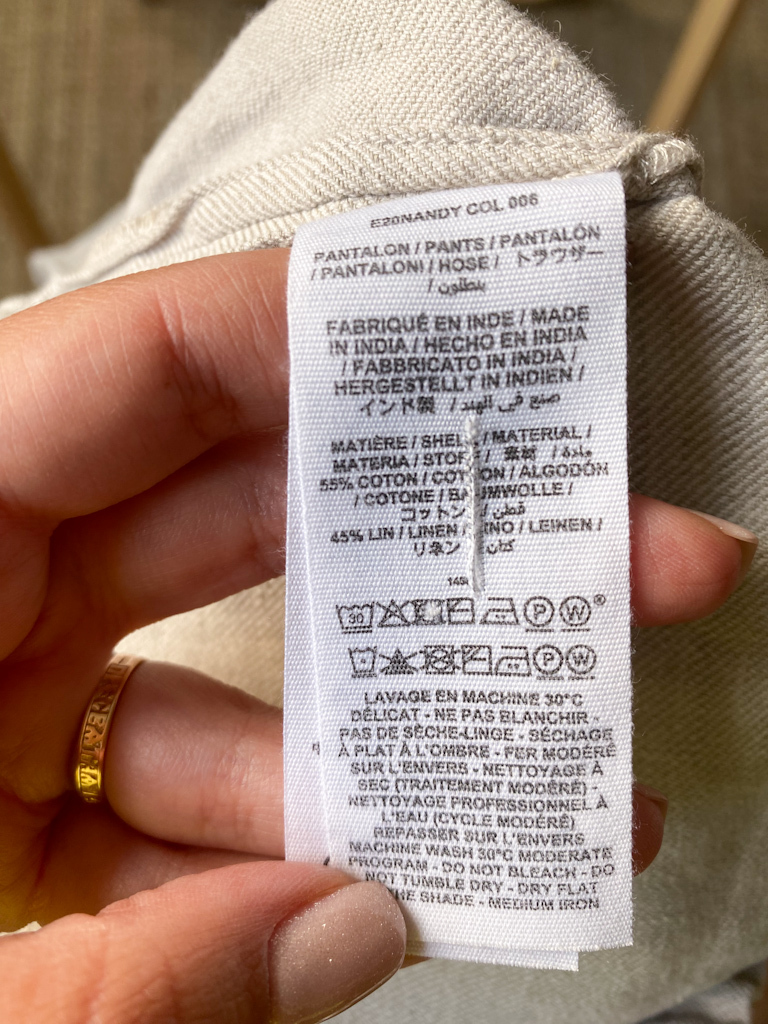 E20NANDY COL 006
PANTALON / PANTS / PANTALÓN
/ PANTALONI / HOSE / トラウザー
/ بنطلون
FABRIQUÉ EN INDE / MADE
IN INDIA / HECHO EN INDIA
/ FABBRICATO IN INDIA /
HERGESTELLT IN INDIEN /
インド製 / صنع في الهند
MATIÈRE / SHELL / MATERIAL /
MATERIA / STOFF / 素材 / مادة
55% COTON / COTTON / ALGODÓN
/ COTONE / BAUMWOLLE /
コットン / قطن
45% LIN / LINEN / LINO / LEINEN /
リネン / كتان
30 P W ®
P W
LAVAGE EN MACHINE 30°C
DÉLICAT - NE PAS BLANCHIR -
PAS DE SÈCHE-LINGE - SÉCHAGE
À PLAT À L'OMBRE - FER MODÉRÉ
SUR L'ENVERS - NETTOYAGE À
SEC (TRAITEMENT MODÉRÉ) -
NETTOYAGE PROFESSIONNEL À
L'EAU (CYCLE MODÉRÉ)
REPASSER SUR L'ENVERS
MACHINE WASH 30°C MODERATE
PROGRAM - DO NOT BLEACH - DO
NOT TUMBLE DRY - DRY FLAT
THE SHADE - MEDIUM IRON